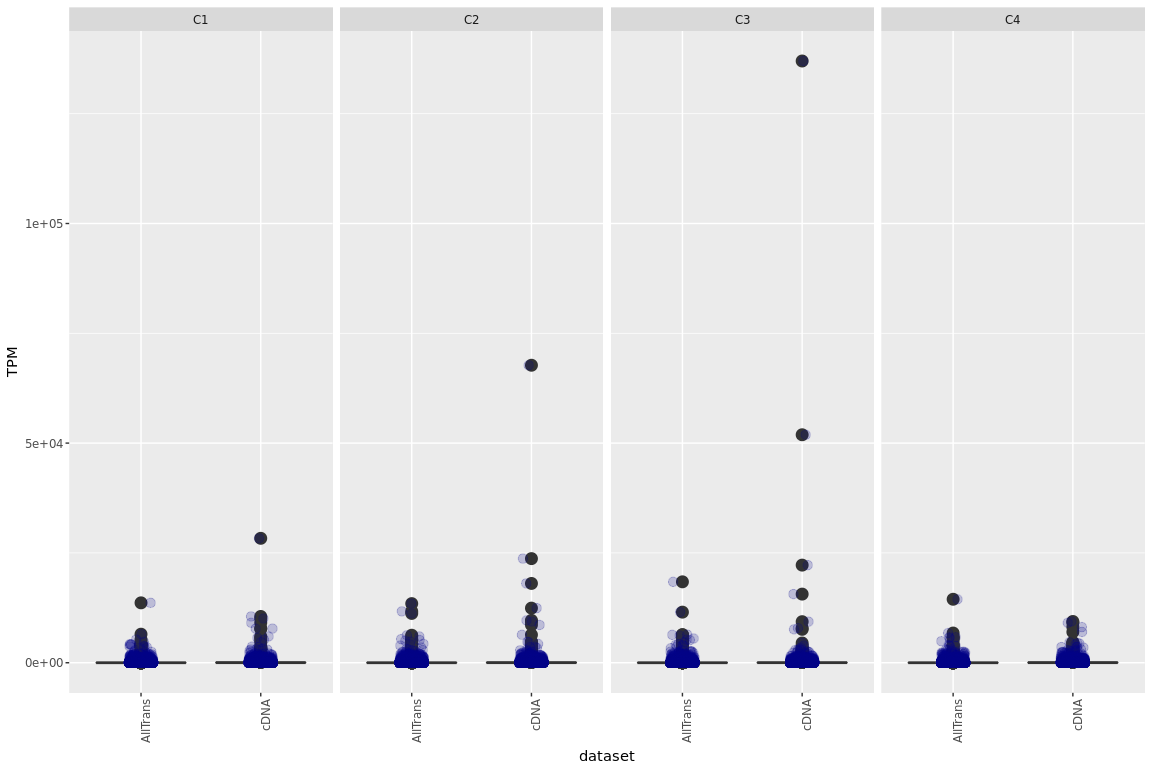 C1 C2 C3 C4
TPM
1e+05
5e+04
0e+00
AllTrans cDNA AllTrans cDNA AllTrans cDNA AllTrans cDNA
dataset